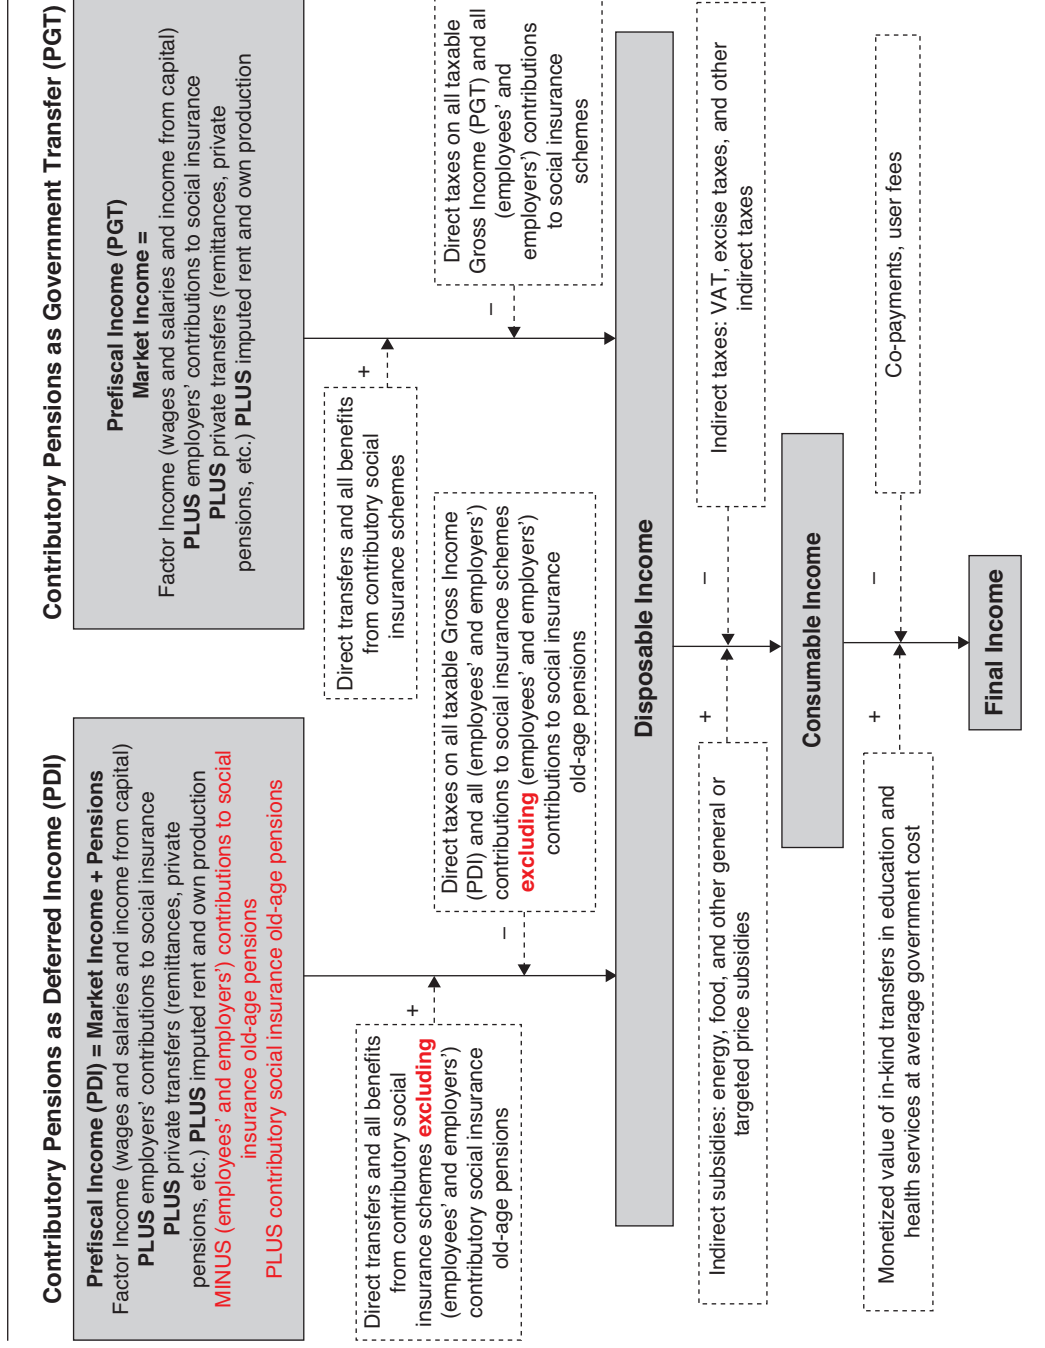 Contributory Pensions as Deferred Income (PDI)
Prefiscal Income (PDI) = Market Income + Pensions
Factor Income (wages and salaries and income from capital)
PLUS employers’ contributions to social insurance
PLUS private transfers (remittances, private
pensions, etc.) PLUS imputed rent and own production
MINUS (employees’ and employers’) contributions to social
insurance old-age pensions
PLUS contributory social insurance old-age pensions
Contributory Pensions as Government Transfer (PGT)
Prefiscal Income (PGT)
Market Income =
Factor Income (wages and salaries and income from capital)
PLUS employers’ contributions to social insurance
PLUS private transfers (remittances, private
pensions, etc.) PLUS imputed rent and own production
Direct transfers and all benefits
from contributory social
insurance schemes excluding
(employees’ and employers’)
contributory social insurance
old-age pensions
+
Direct taxes on all taxable Gross Income
(PDI) and all (employees’ and employers’)
contributions to social insurance schemes
excluding (employees’ and employers’)
contributions to social insurance
old-age pensions
–
Direct transfers and all benefits
from contributory social
insurance schemes
+
Direct taxes on all taxable
Gross Income (PGT) and all
(employees’ and
employers’) contributions
to social insurance
schemes
–
Disposable Income
Indirect subsidies: energy, food, and other general or
targeted price subsidies
+
–
Indirect taxes: VAT, excise taxes, and other
indirect taxes
Consumable Income
Monetized value of in-kind transfers in education and
health services at average government cost
+
–
Co-payments, user fees
Final Income